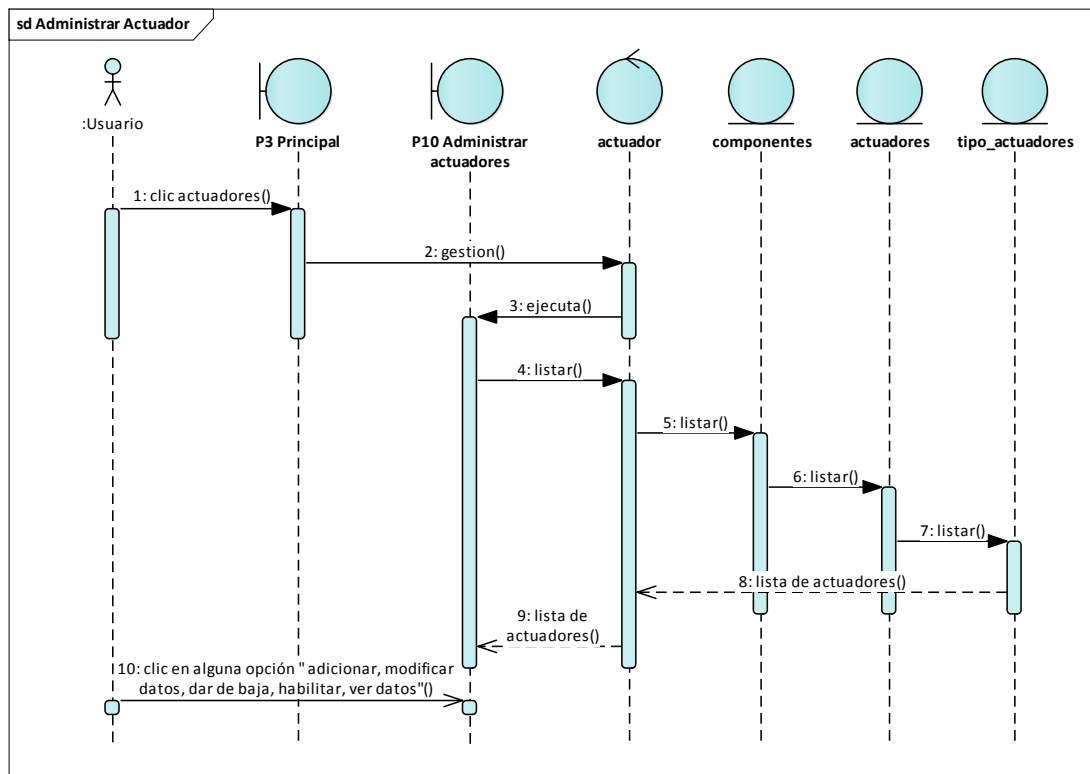 sd Administrar Actuador
:Usuario
P3 Principal
P10 Administrar
actuadores
actuador
componentes
actuadores
tipo_actuadores
1: clic actuadores()
2: gestion()
3: ejecuta()
4: listar()
5: listar()
6: listar()
7: listar()
8: lista de actuadores()
9: lista de
actuadores()
10: clic en alguna opción " adicionar, modificar
datos, dar de baja, habilitar, ver datos"()